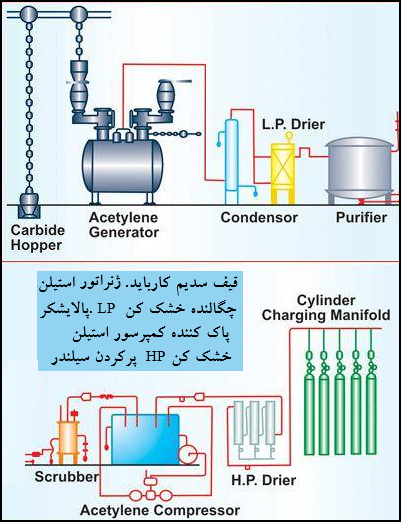 L.P. Drier
Carbide
Hopper
Acetylene
Generator
Condensor
Purifier
قیف سدیم کارباید. ژنراتور استیلن
چگالنده خشک کن LP .پالایشکر
پاک کننده کمپرسور استیلن
خشک کن HP پرکردن سیلندر
Cylinder
Charging Manifold
Scrubber
Acetylene Compressor
H.P. Drier